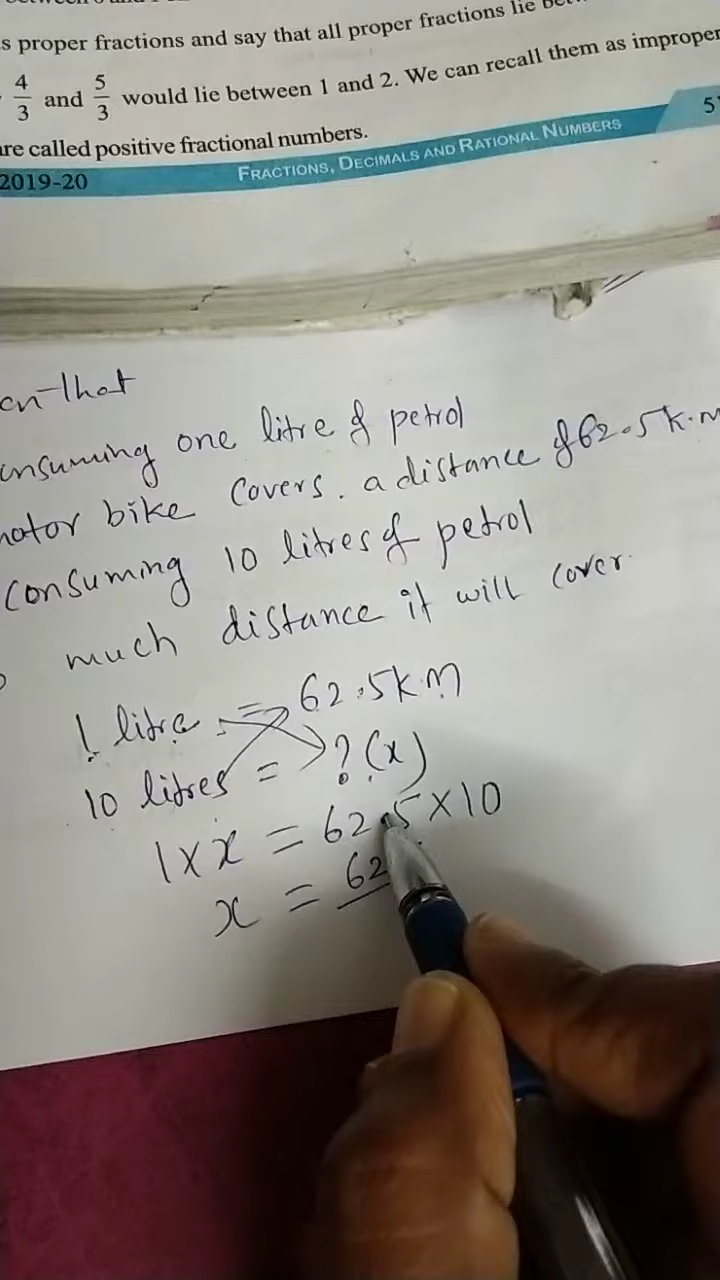 s proper fractions and say that all proper fractions lie
4/3 and 5/3 would lie between 1 and 2. We can recall them as improper
are called positive fractional numbers.
2019-20 FRACTIONS, DECIMALS AND RATIONAL NUMBERS 5
en that
onsuming one litre of petrol
motor bike covers. a distance of 62.5 k.m
consuming 10 litres of petrol
much distance it will cover.
1 litre = 62.5 k.m
10 litres = ? (x)
1 × x = 62.5 × 10
x = 62